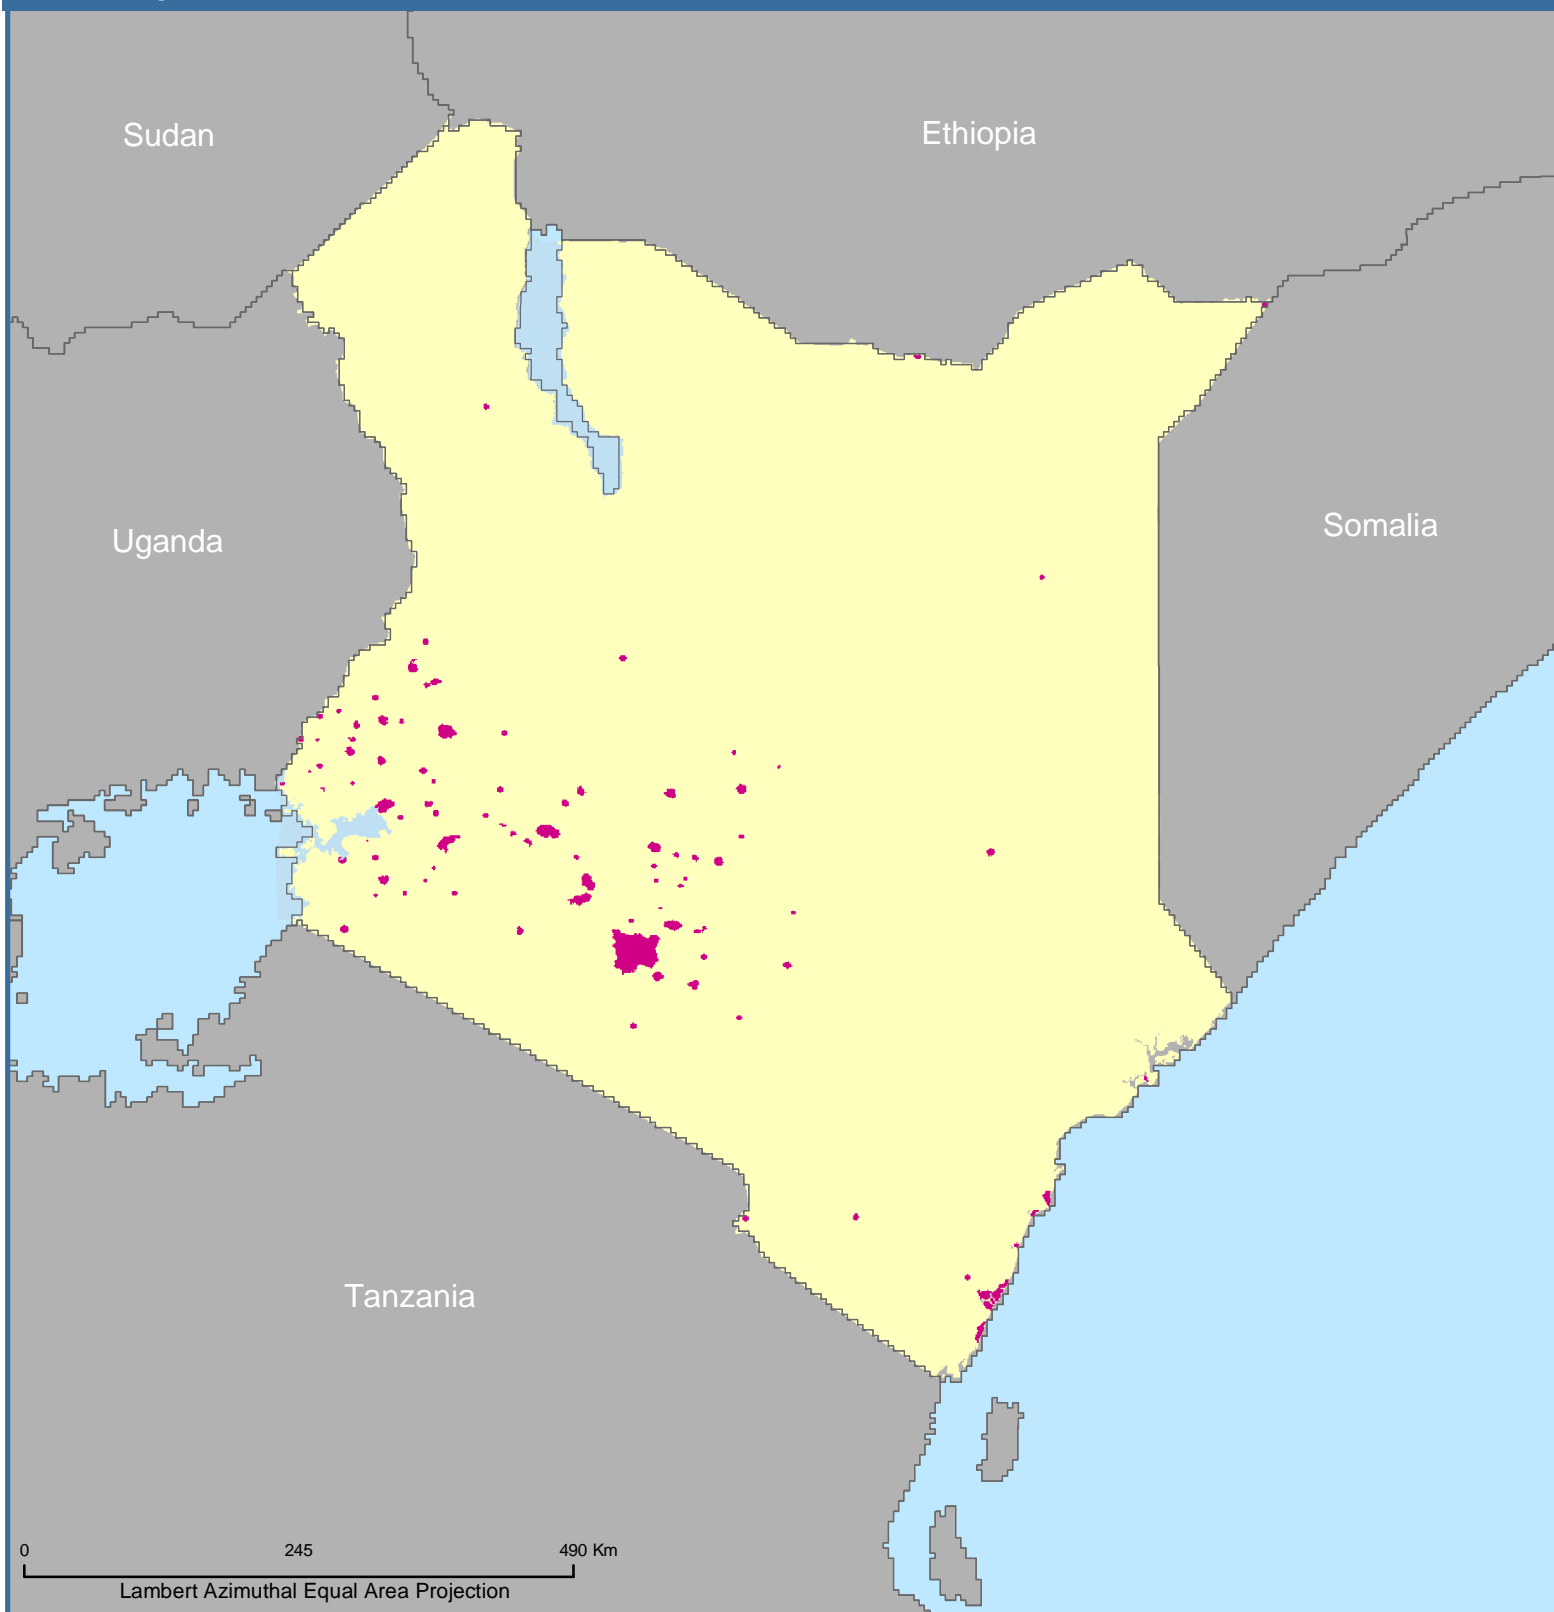 Sudan
Ethiopia
Uganda
Somalia
Tanzania
0 245 490 Km
Lambert Azimuthal Equal Area Projection